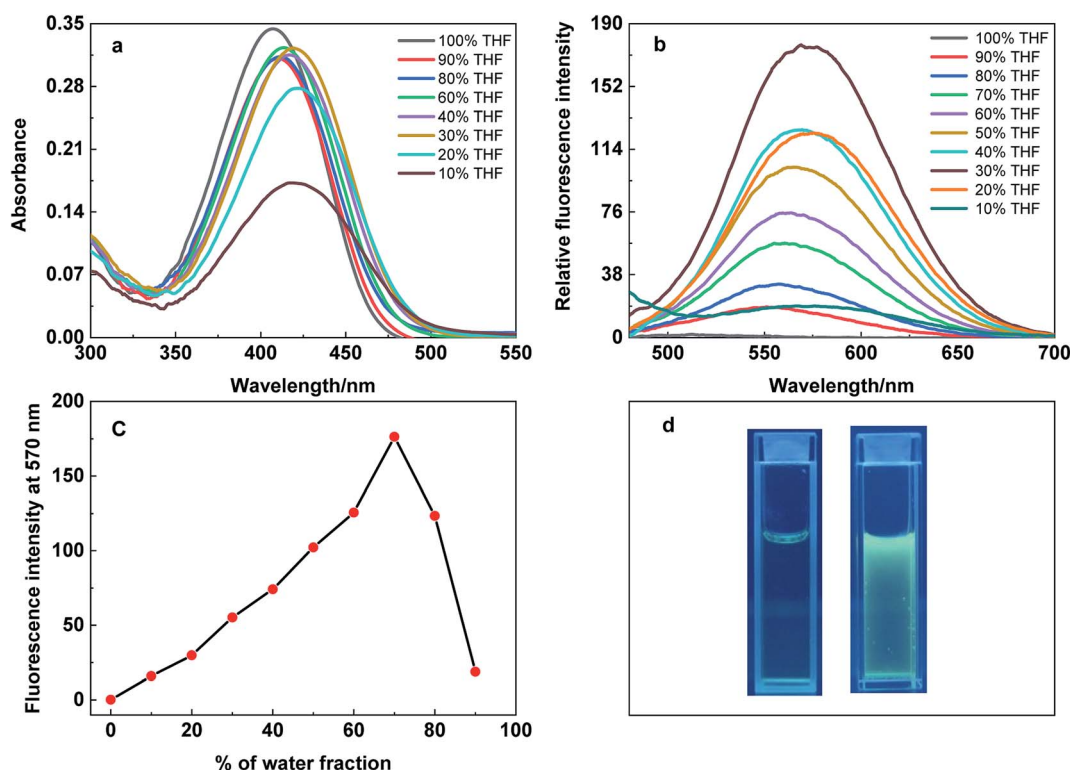 a
0.35
0.28
0.21
0.14
0.07
0.00
Absorbance
300
350
400
450
500
550
Wavelength/nm
100% THF
90% THF
80% THF
60% THF
40% THF
30% THF
20% THF
10% THF
b
190
152
114
76
38
0
Relative fluorescence intensity
500
550
600
650
700
Wavelength/nm
100% THF
90% THF
80% THF
70% THF
60% THF
50% THF
40% THF
30% THF
20% THF
10% THF
C
200
150
100
50
0
Fluorescence intensity at 570 nm
0
20
40
60
80
100
% of water fraction
d